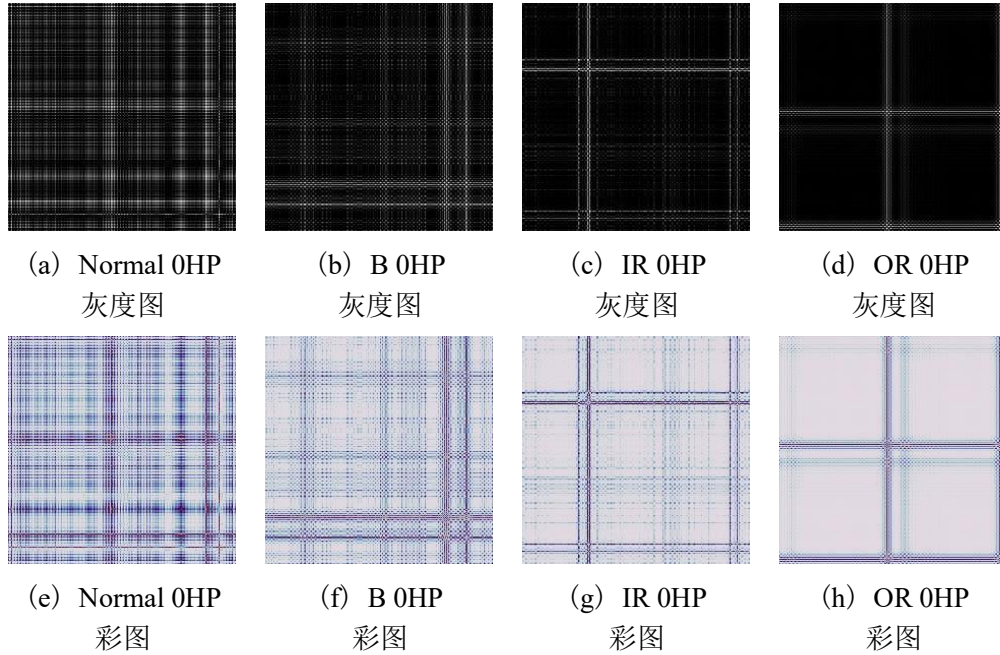 (a) Normal 0HP
灰度图
(b) B 0HP
灰度图
(c) IR 0HP
灰度图
(d) OR 0HP
灰度图
(e) Normal 0HP
彩图
(f) B 0HP
彩图
(g) IR 0HP
彩图
(h) OR 0HP
彩图